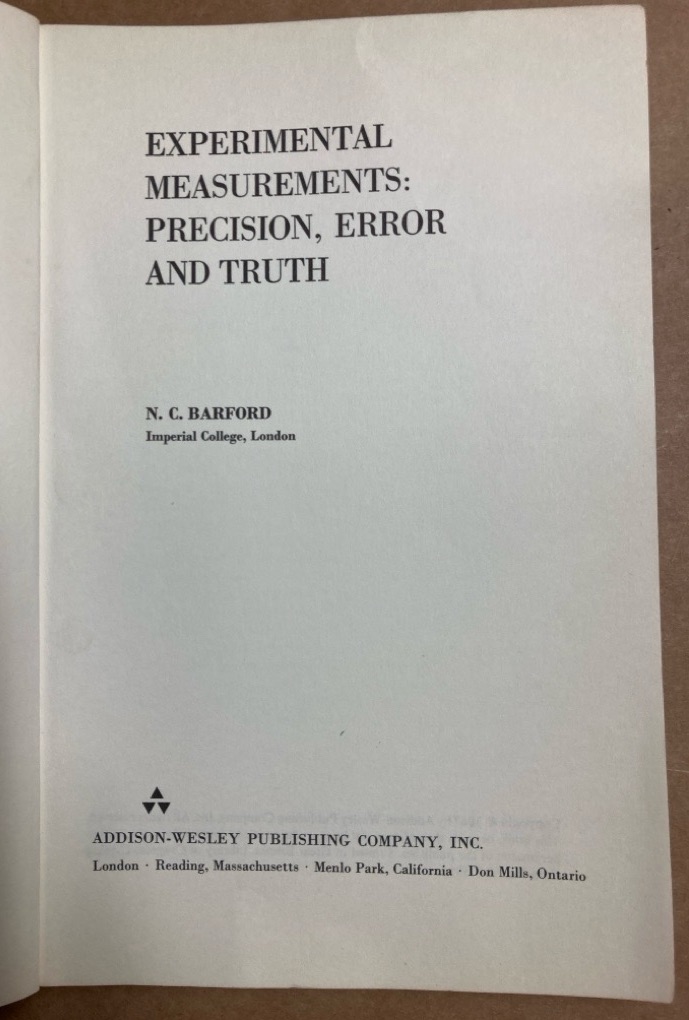 EXPERIMENTAL
MEASUREMENTS:
PRECISION, ERROR
AND TRUTH
N. C. BARFORD
Imperial College, London
ADDISON-WESLEY PUBLISHING COMPANY, INC.
London · Reading, Massachusetts · Menlo Park, California · Don Mills, Ontario